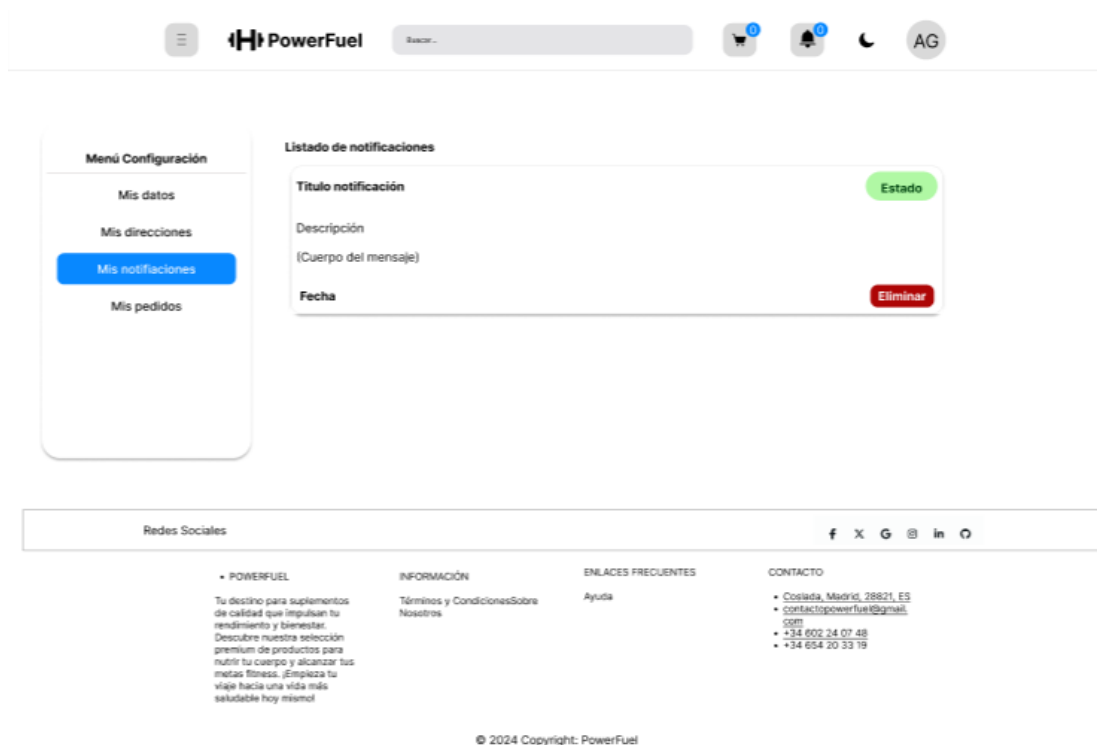 PowerFuel
Buscar...
0
0
AG
Menú Configuración
Mis datos
Mis direcciones
Mis notifiaciones
Mis pedidos
Listado de notificaciones
Titulo notificación
Estado
Descripción
(Cuerpo del mensaje)
Fecha
Eliminar
Redes Sociales
• POWERFUEL
Tu destino para suplementos
de calidad que impulsan tu
rendimiento y bienestar.
Descubre nuestra selección
premium de productos para
nutrir tu cuerpo y alcanzar tus
metas fitness. ¡Empieza tu
viaje hacia una vida más
saludable hoy mismo!
INFORMACIÓN
Términos y CondicionesSobre
Nosotros
ENLACES FRECUENTES
Ayuda
CONTACTO
• Coslada, Madrid, 28821, ES
• contactopowerfuel@gmail.
com
• +34 602 24 07 48
• +34 654 20 33 19
© 2024 Copyright: PowerFuel